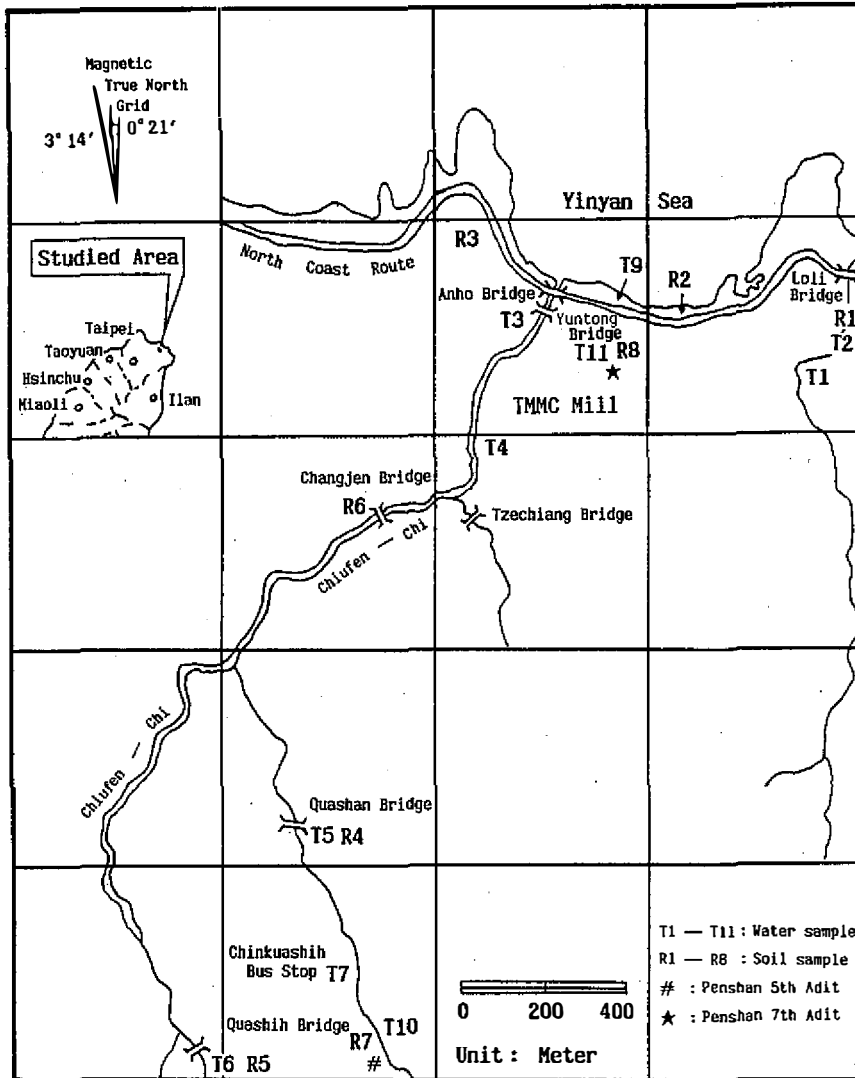 Magnetic
True North
Grid
3° 14′
0° 21′
Yinyan Sea
Studied Area
North Coast Route
R3
T9
R2
Loli
Bridge
Anho Bridge
R1
T3
Yuntong
Bridge
T2
Taipei
Taoyuan
Hsinchu
Miaoli
Ilan
T11 R8
★
T1
TMMC Mill
T4
Changjen Bridge
R6
Tzechiang Bridge
Chiufen — Chi
Chiufen — Chi
Quashan Bridge
T5 R4
Chinkuashih
Bus Stop
T7
Quashih Bridge
T10
R7
#
T6 R5
0 200 400
Unit: Meter
T1 — T11 : Water sample
R1 — R8 : Soil sample
# : Penshan 5th Adit
★ : Penshan 7th Adit